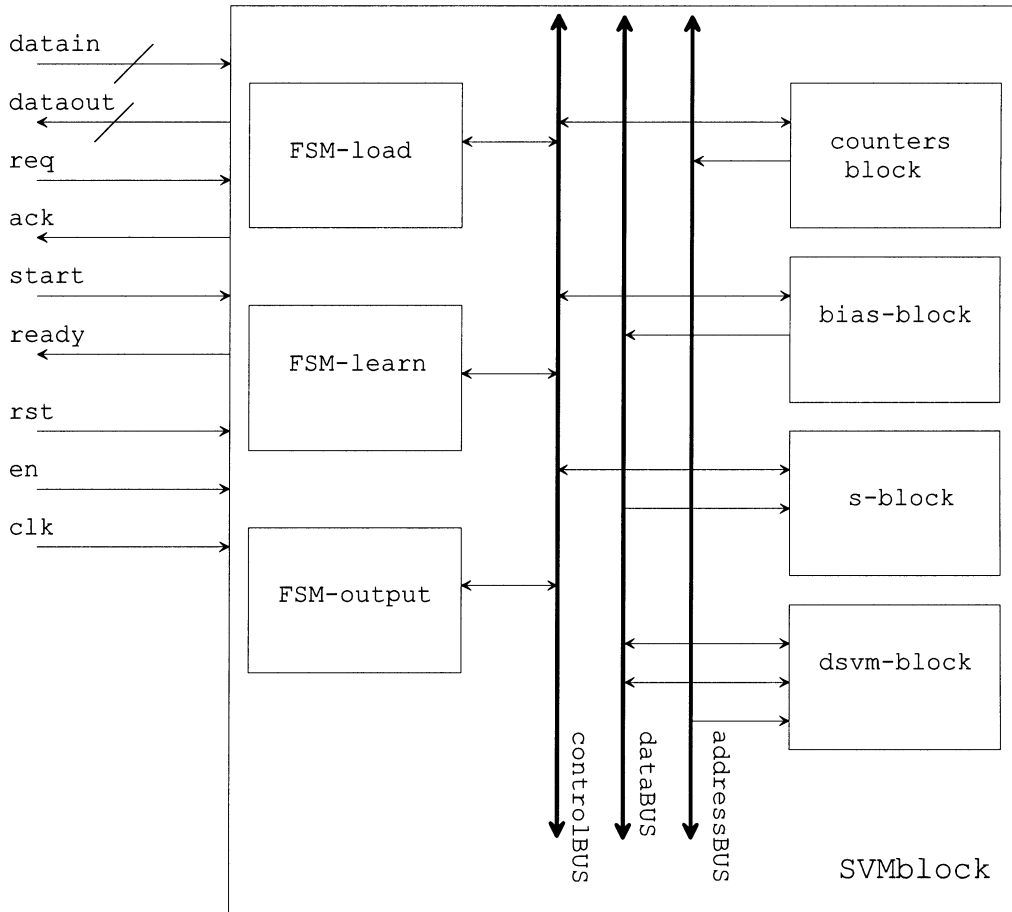 datain
dataout
req
ack
start
ready
rst
en
clk
FSM-load
FSM-learn
FSM-output
controlBUS
dataBUS
addressBUS
counters
block
bias-block
s-block
dsvm-block
SVMblock